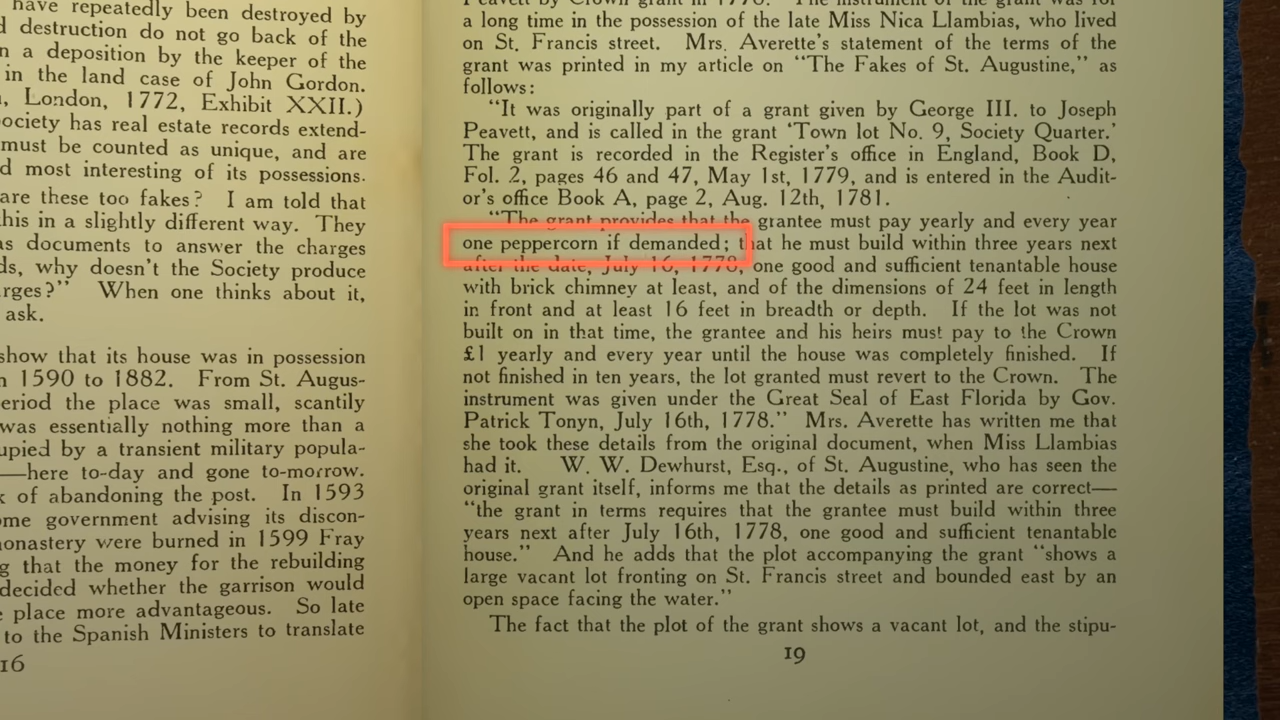 have repeatedly been destroyed by
d destruction do not go back of the
n a deposition by the keeper of the
in the land case of John Gordon.
, London, 1772, Exhibit XXII.)
ociety has real estate records extend-
must be counted as unique, and are
d most interesting of its possessions.
are these too fakes? I am told that
this in a slightly different way. They
as documents to answer the charges
ds, why doesn't the Society produce
rges?" When one thinks about it,
ask.
show that its house was in possession
n 1590 to 1882. From St. Augus-
eriod the place was small, scantily
was essentially nothing more than a
upied by a transient military popula-
—here to-day and gone to-morrow.
k of abandoning the post. In 1593
ome government advising its discon-
nonastery were burned in 1599 Fray
g that the money for the rebuilding
decided whether the garrison would
e place more advantageous. So late
to the Spanish Ministers to translate
16
Peavett by Crown grant in 1778. The instrument of the grant was for
a long time in the possession of the late Miss Nica Llambias, who lived
on St. Francis street. Mrs. Averette's statement of the terms of the
grant was printed in my article on "The Fakes of St. Augustine," as
follows:
"It was originally part of a grant given by George III. to Joseph
Peavett, and is called in the grant 'Town lot No. 9, Society Quarter.'
The grant is recorded in the Register's office in England, Book D,
Fol. 2, pages 46 and 47, May 1st, 1779, and is entered in the Audit-
or's office Book A, page 2, Aug. 12th, 1781.
"The grant provides that the grantee must pay yearly and every year
one peppercorn if demanded; that he must build within three years next
after the date, July 16, 1778, one good and sufficient tenantable house
with brick chimney at least, and of the dimensions of 24 feet in length
in front and at least 16 feet in breadth or depth. If the lot was not
built on in that time, the grantee and his heirs must pay to the Crown
£1 yearly and every year until the house was completely finished. If
not finished in ten years, the lot granted must revert to the Crown. The
instrument was given under the Great Seal of East Florida by Gov.
Patrick Tonyn, July 16th, 1778." Mrs. Averette has written me that
she took these details from the original document, when Miss Llambias
had it. W. W. Dewhurst, Esq., of St. Augustine, who has seen the
original grant itself, informs me that the details as printed are correct—
"the grant in terms requires that the grantee must build within three
years next after July 16th, 1778, one good and sufficient tenantable
house." And he adds that the plot accompanying the grant "shows a
large vacant lot fronting on St. Francis street and bounded east by an
open space facing the water."
The fact that the plot of the grant shows a vacant lot, and the stipu-
19